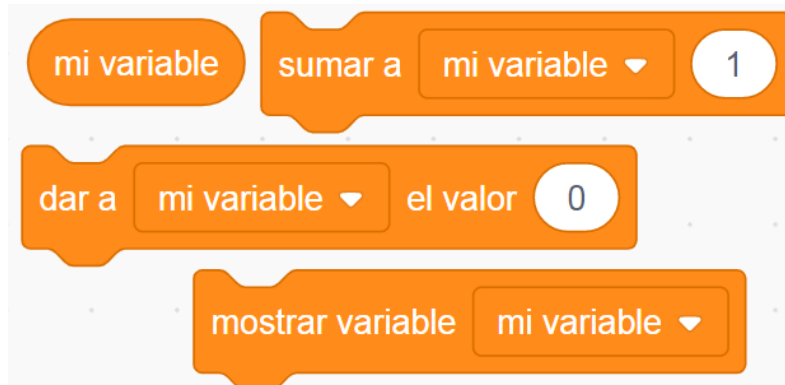 mi variable sumar a mi variable 1
dar a mi variable el valor 0
mostrar variable mi variable